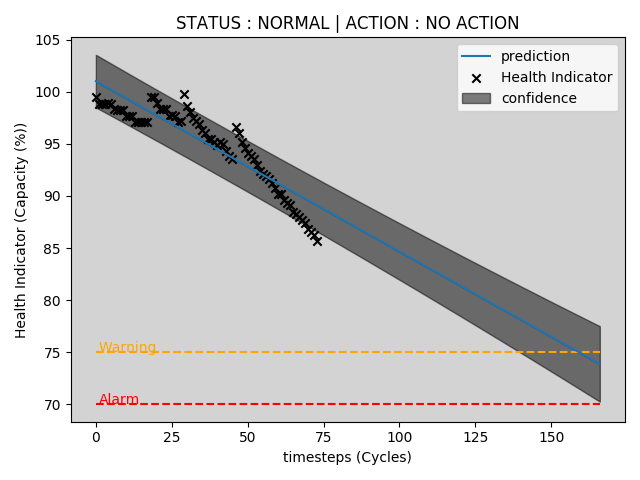 STATUS : NORMAL | ACTION : NO ACTION
Health Indicator (Capacity (%))
105
100
95
90
85
80
75
70
prediction
Health Indicator
confidence
Warning
Alarm
0
25
50
75
100
125
150
timesteps (Cycles)